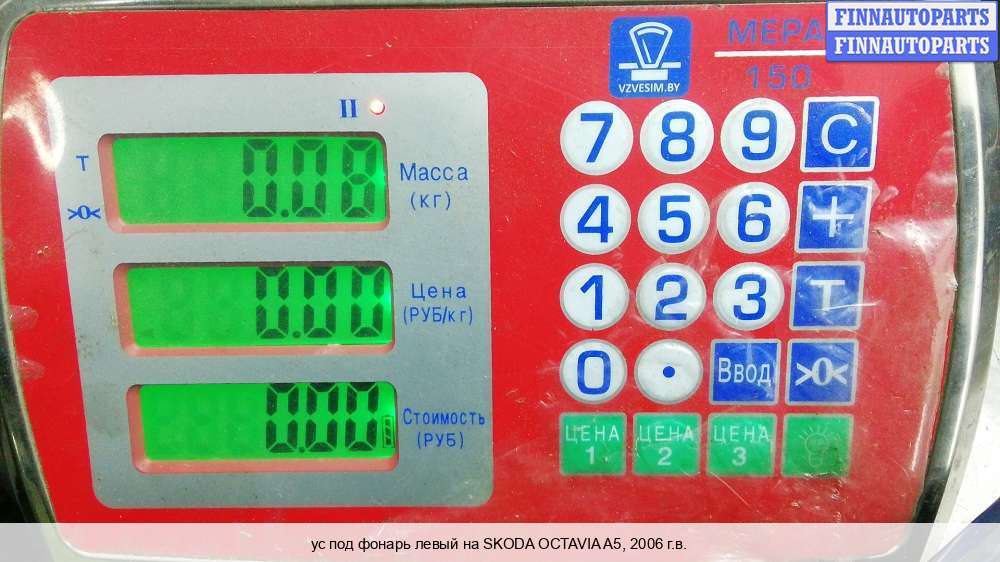 FINNAUTOPARTS
FINNAUTOPARTS
МЕРА
150
VZVESIM.BY
II
T
0.08
Масса
(кг)
>0<
0.00
Цена
(РУБ/кг)
0.00
Стоимость
(РУБ)
7 8 9 C
4 5 6 +
1 2 3 T
0 . Ввод >0<
ЦЕНА 1 ЦЕНА 2 ЦЕНА 3
ус под фонарь левый на SKODA OCTAVIA A5, 2006 г.в.